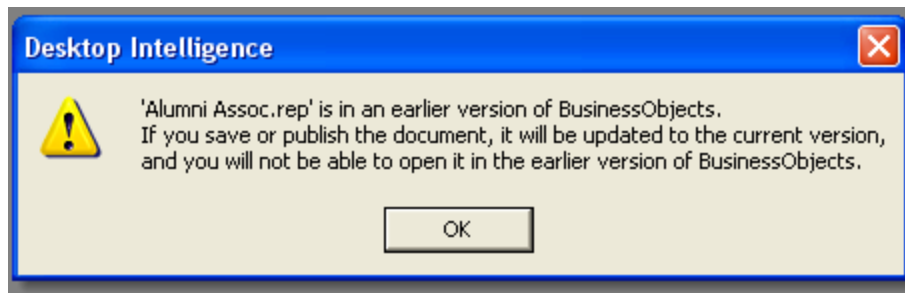 Desktop Intelligence
'Alumni Assoc.rep' is in an earlier version of BusinessObjects.
If you save or publish the document, it will be updated to the current version,
and you will not be able to open it in the earlier version of BusinessObjects.
OK